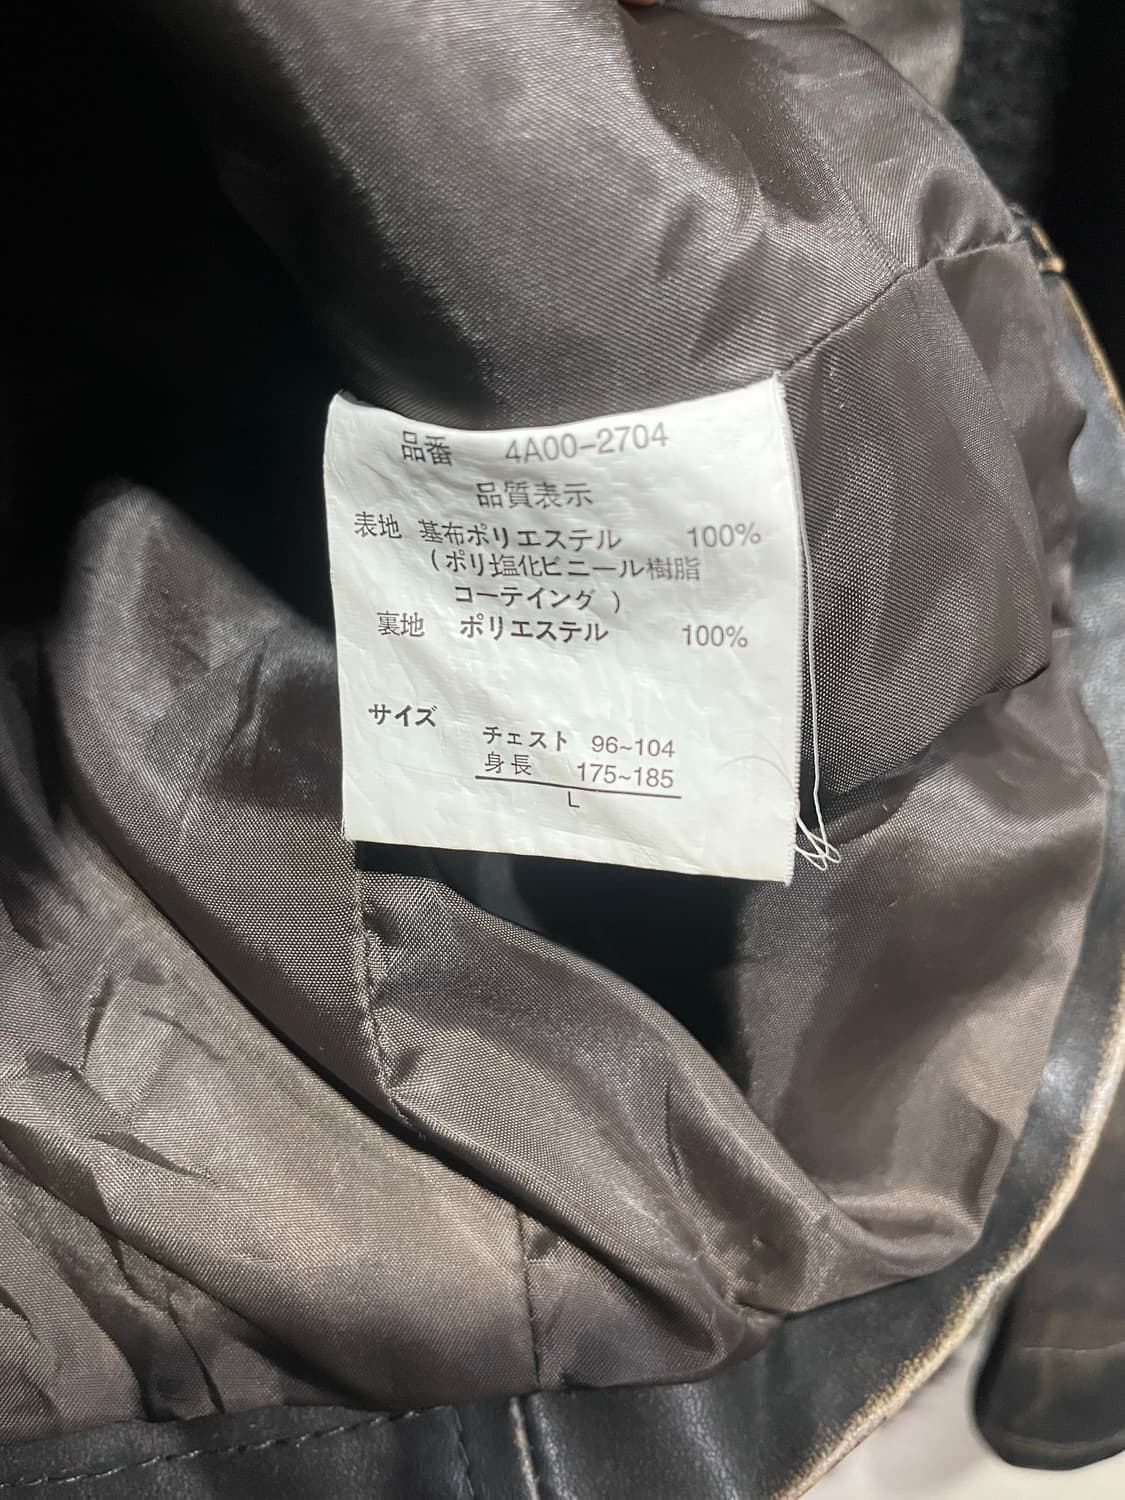 品番 4A00-2704
品質表示
表地 基布ポリエステル 100%
(ポリ塩化ビニール樹脂
コーテイング)
裏地 ポリエステル 100%
サイズ
チェスト 96~104
身長 175~185
L